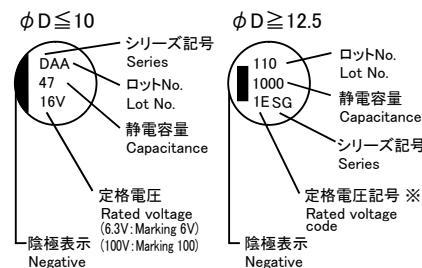 φD≦10
DAA
47
16V
シリーズ記号
Series
ロットNo.
Lot No.
静電容量
Capacitance
定格電圧
Rated voltage
(6.3V:Marking 6V)
(100V:Marking 100)
陰極表示
Negative
φD≧12.5
110
1000
1E SG
ロットNo.
Lot No.
静電容量
Capacitance
シリーズ記号
Series
定格電圧記号 ※
Rated voltage
code
陰極表示
Negative